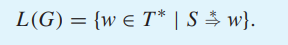 L(G) = {w ∈ T* | S ⇒* w}.